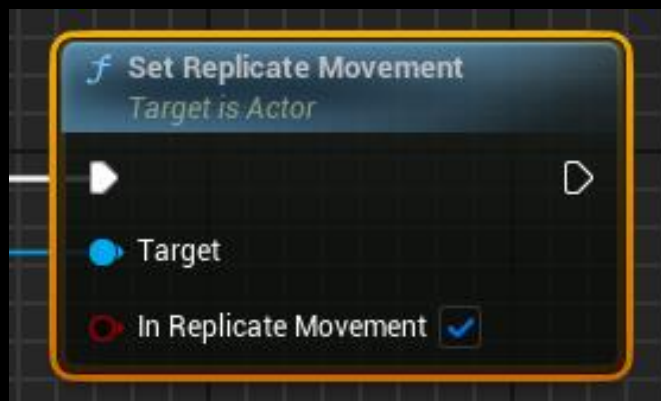 f Set Replicate Movement
Target is Actor
Target
In Replicate Movement